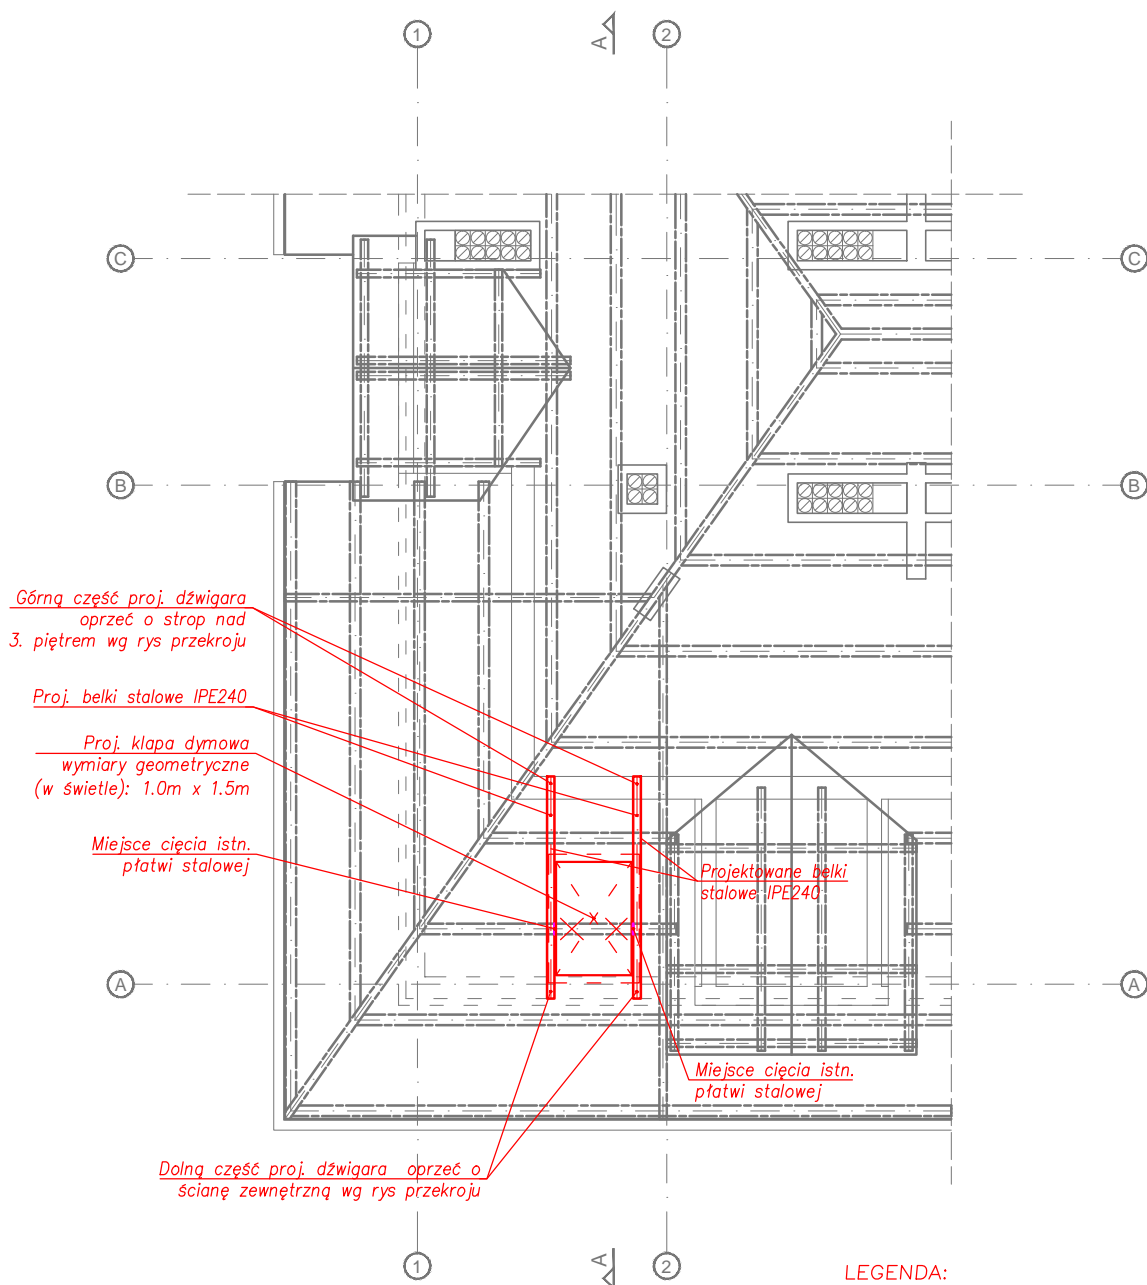 1
2
A
C
C
B
B
Górną część proj. dźwigara
oprzeć o strop nad
3. piętrem wg rys przekroju
Proj. belki stalowe IPE240
Proj. klapa dymowa
wymiary geometryczne
(w świetle): 1.0m x 1.5m
Miejsce cięcia istn.
płatwi stalowej
Projektowane belki
stalowe IPE240
A
A
Miejsce cięcia istn.
płatwi stalowej
Dolną część proj. dźwigara oprzeć o
ścianę zewnętrzną wg rys przekroju
1
A
2
LEGENDA: